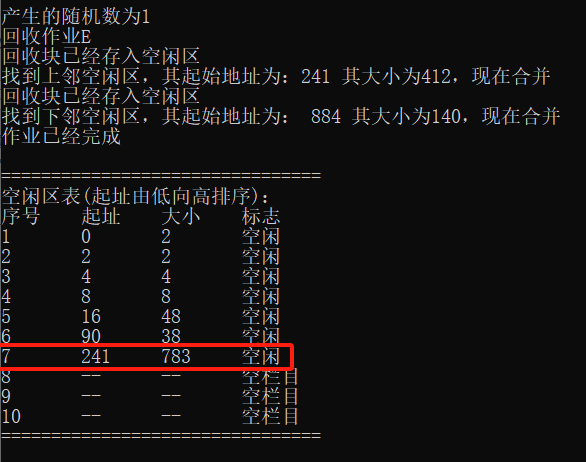 产生的随机数为1
回收作业E
回收块已经存入空闲区
找到上邻空闲区，其起始地址为：241 其大小为412，现在合并
回收块已经存入空闲区
找到下邻空闲区，其起始地址为： 884 其大小为140，现在合并
作业已经完成
================================
空闲区表(起址由低向高排序)：
序号 起址 大小 标志
1 0 2 空闲
2 2 2 空闲
3 4 4 空闲
4 8 8 空闲
5 16 48 空闲
6 90 38 空闲
7 241 783 空闲
8 -- -- 空栏目
9 -- -- 空栏目
10 -- -- 空栏目
================================